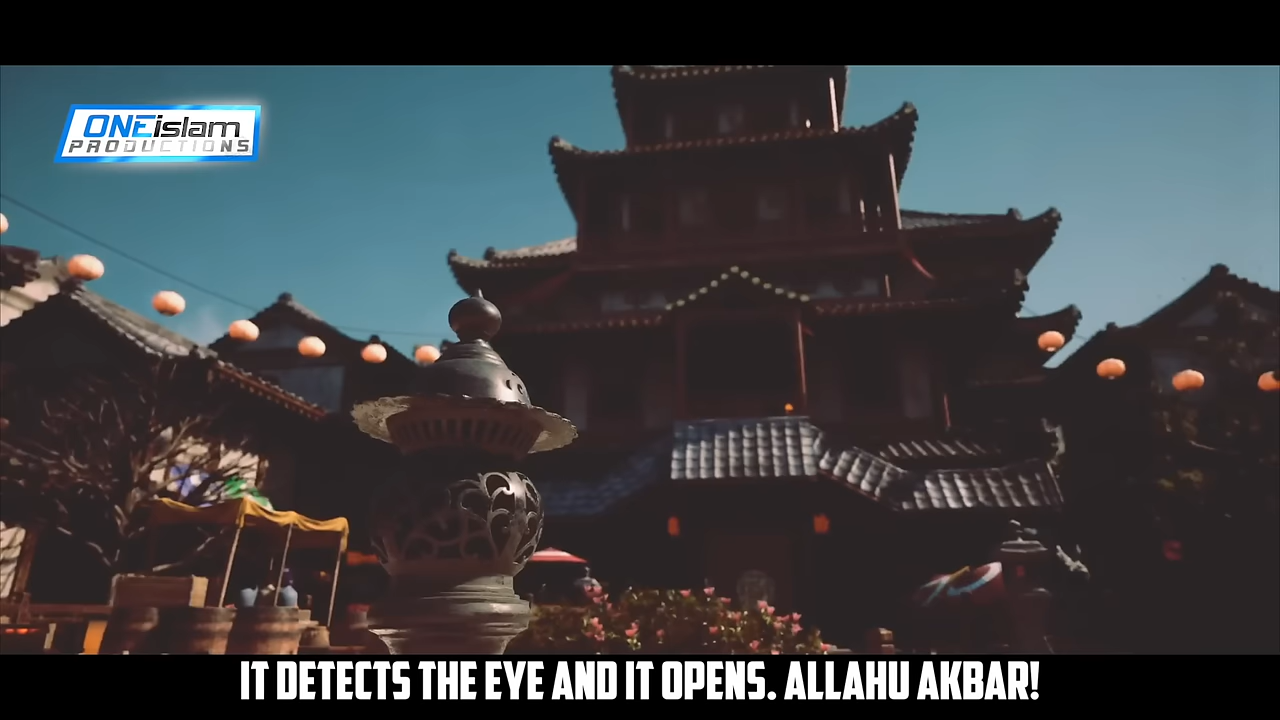 ONEislam
PRODUCTIONS
IT DETECTS THE EYE AND IT OPENS. ALLAHU AKBAR!